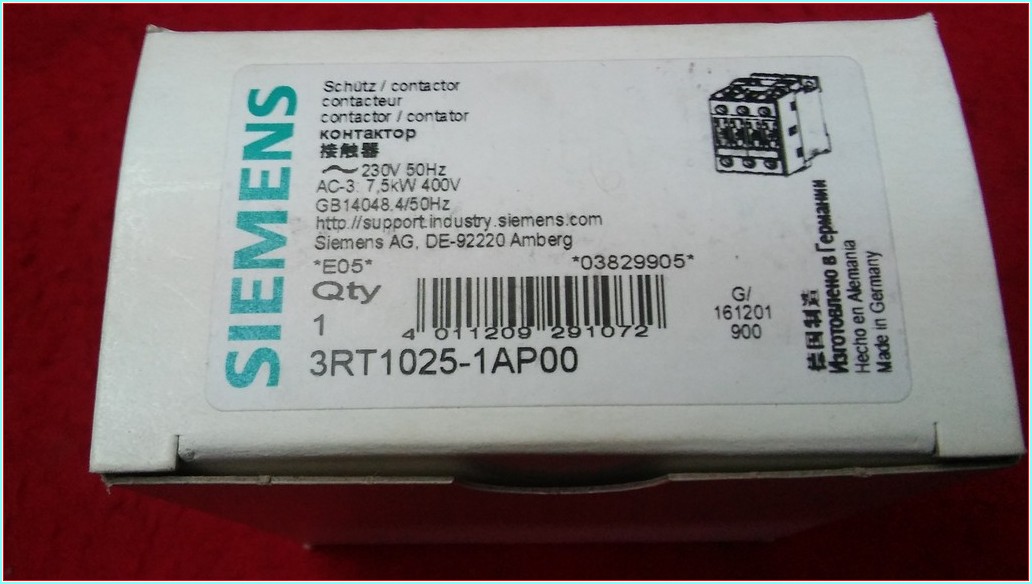 SIEMENS
Schütz / contactor
contacteur
contactor / contator
контактор
接触器
~ 230V 50Hz
AC-3: 7,5kW 400V
GB14048.4/50Hz
http://support.industry.siemens.com
Siemens AG, DE-92220 Amberg
*E05* *03829905*
Qty
1
4 011209 291072
3RT1025-1AP00
G/
161201
900
德国制造
Изготовлено в Германии
Hecho en Alemania
Made in Germany